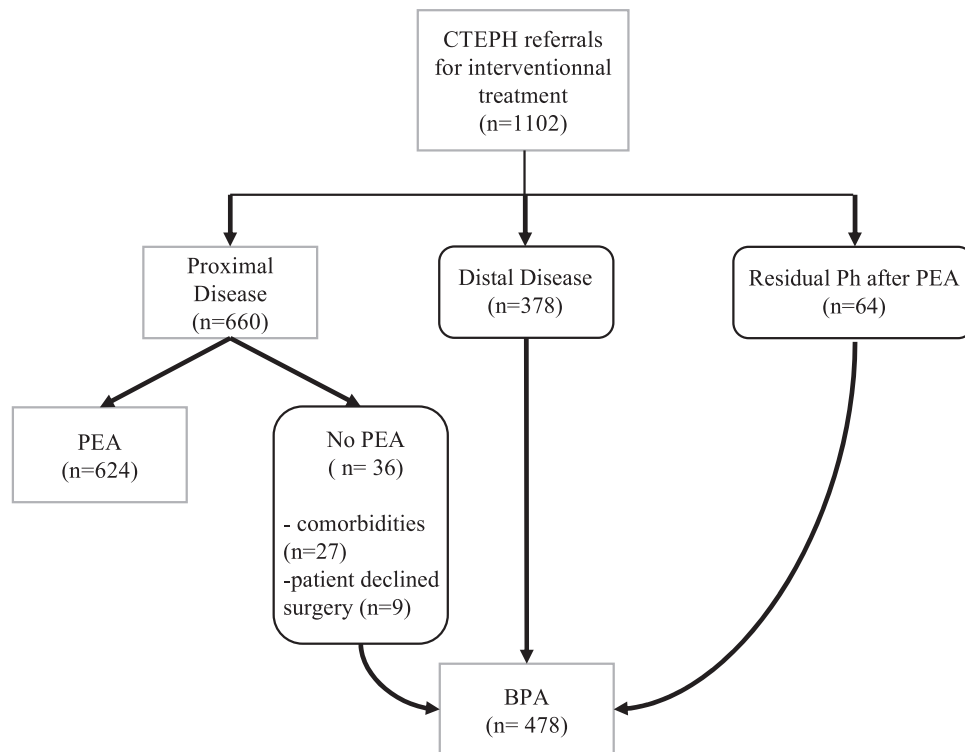 CTEPH referrals
for interventionnal
treatment
(n=1102)
Proximal
Disease
(n=660)
Distal Disease
(n=378)
Residual Ph after PEA
(n=64)
PEA
(n=624)
No PEA
( n= 36)
- comorbidities
(n=27)
-patient declined
surgery (n=9)
BPA
(n= 478)